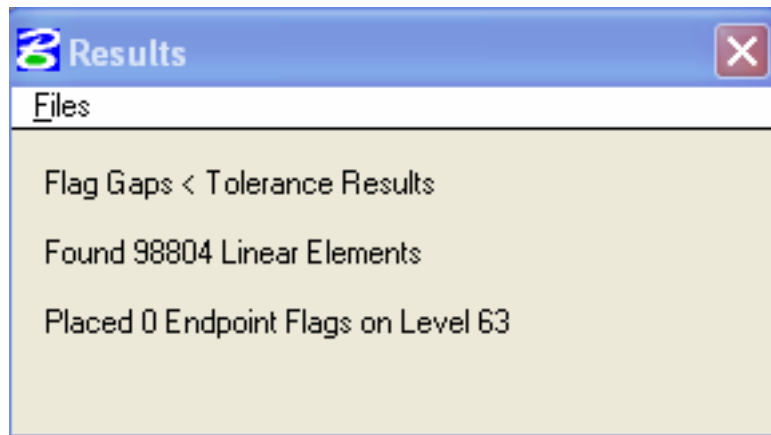 Results
Files
Flag Gaps < Tolerance Results
Found 98804 Linear Elements
Placed 0 Endpoint Flags on Level 63